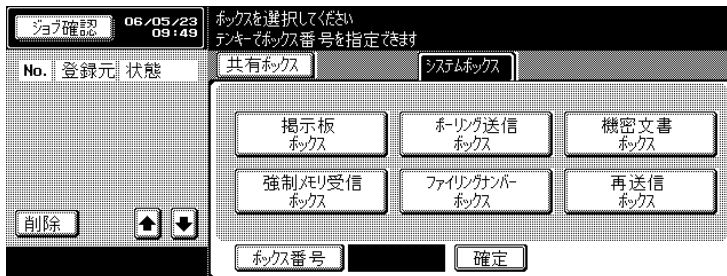 ジョブ確認
06/05/23
09:49
ボックスを選択してください
テンキーでボックス番号を指定できます
No. 登録元 状態
共有ボックス
システムボックス
掲示板
ボックス
ポーリング送信
ボックス
機密文書
ボックス
強制メモリ受信
ボックス
ファイリングナンバー
ボックス
再送信
ボックス
削除
ボックス番号
確定